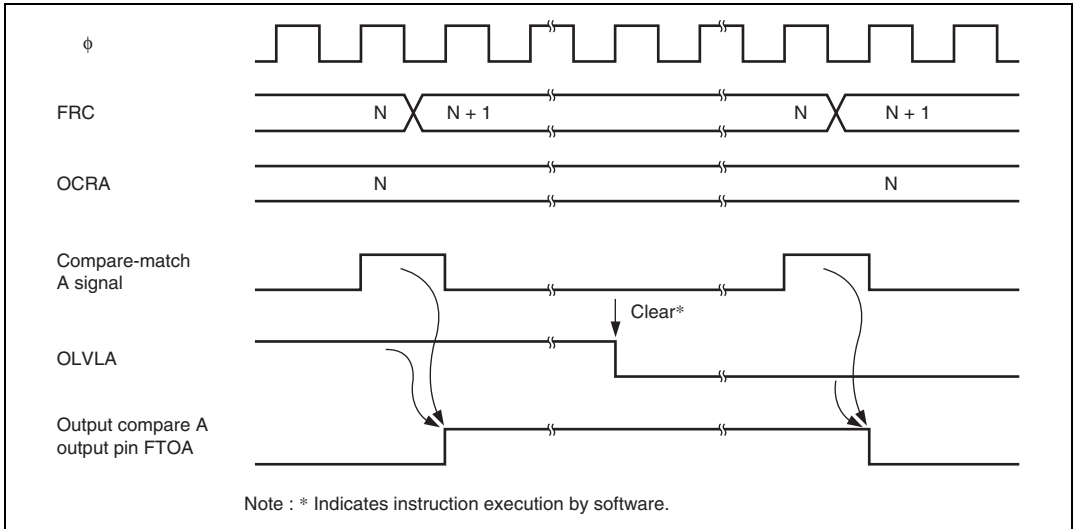 ϕ
FRC
N
N + 1
N
N + 1
OCRA
N
N
Compare-match
A signal
Clear*
OLVLA
Output compare A
output pin FTOA
Note : * Indicates instruction execution by software.